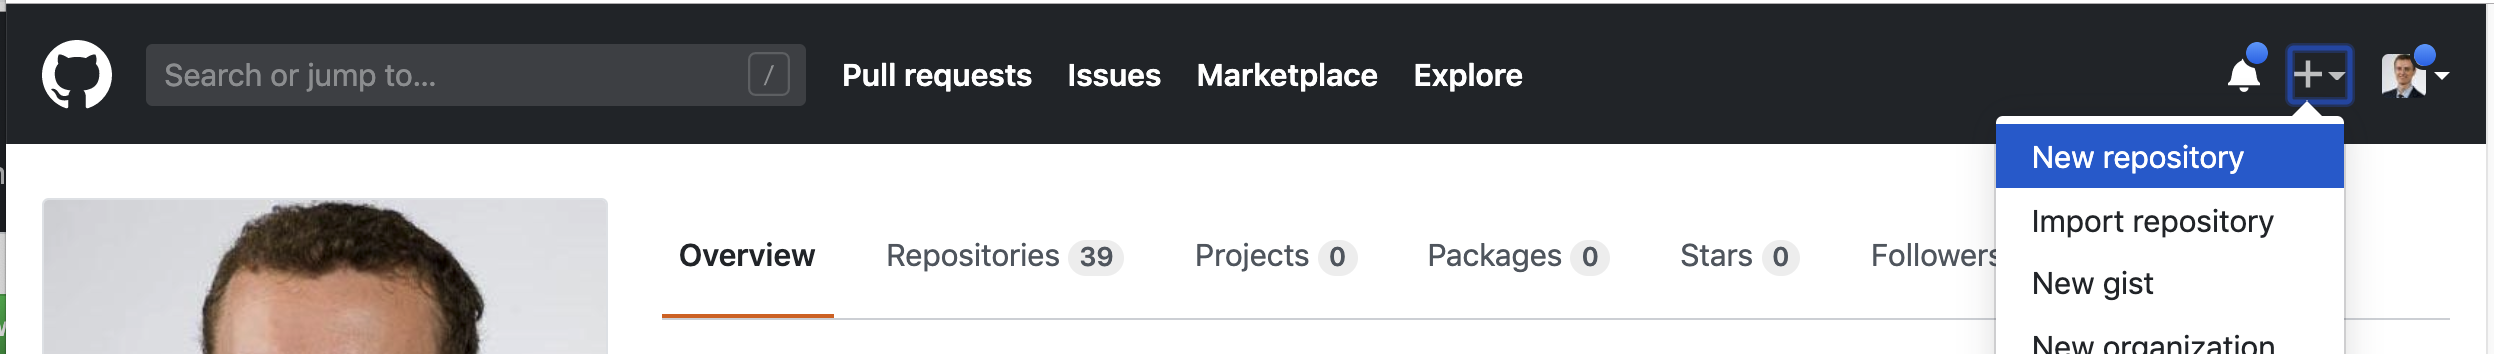 Search or jump to... /
Pull requests Issues Marketplace Explore
New repository
Import repository
New gist
New organization
Overview Repositories 39 Projects 0 Packages 0 Stars 0 Followers